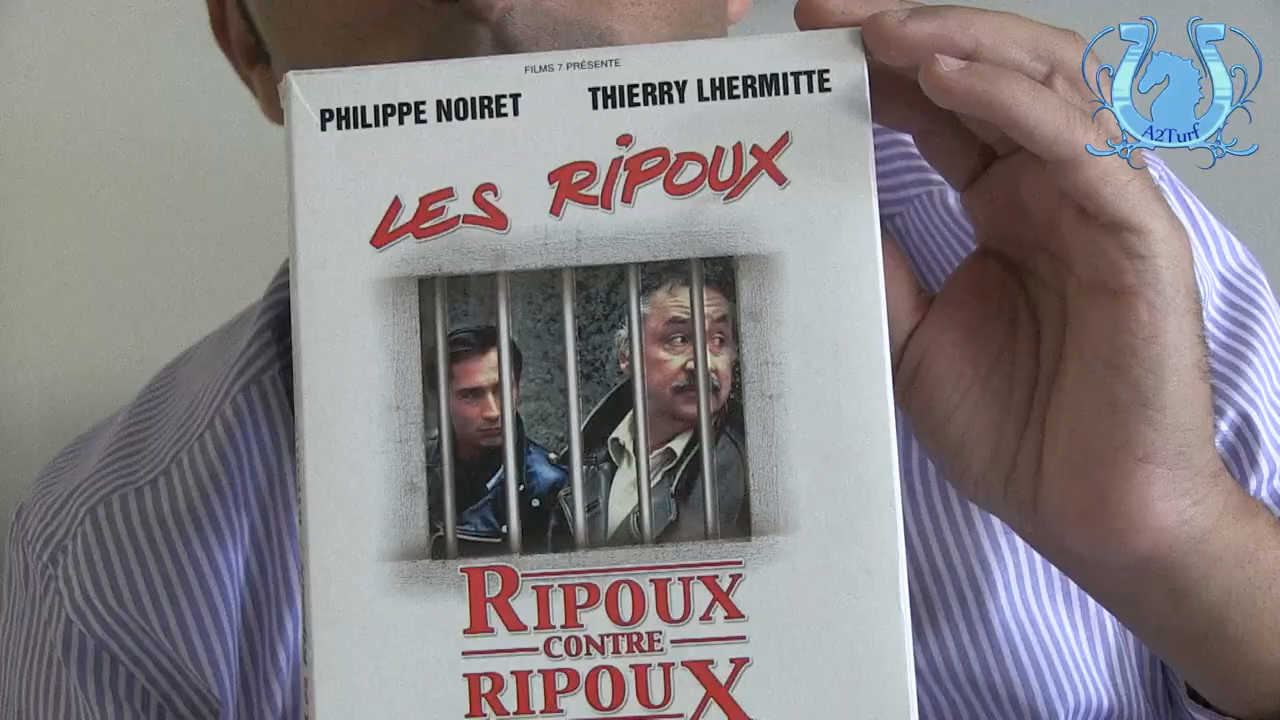 FILMS 7 PRÉSENTE
PHILIPPE NOIRET THIERRY LHERMITTE
LES RIPOUX
RIPOUX
CONTRE
RIPOUX
A2Turf